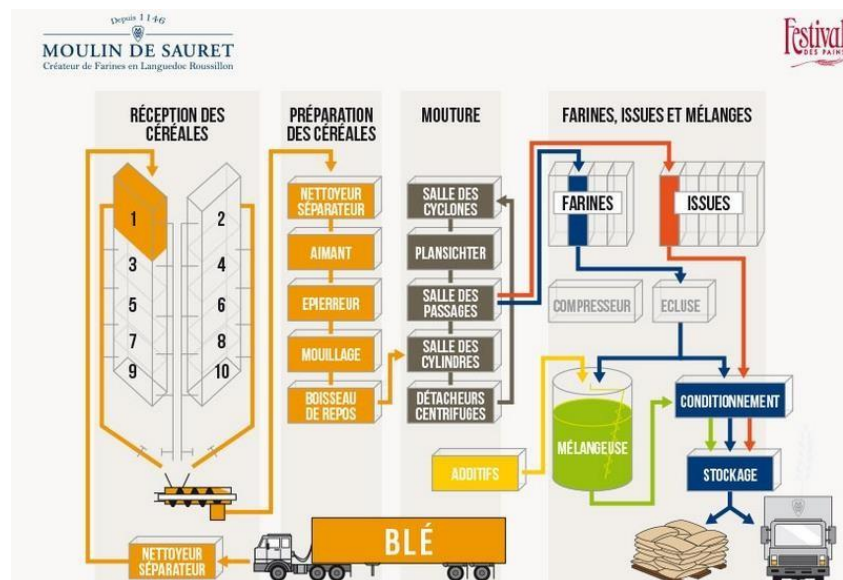 Depuis 1146
MOULIN DE SAURET
Créateur de Farines en Languedoc Roussillon
Festival
DES PAINS
RÉCEPTION DES
CÉRÉALES
PRÉPARATION
DES CÉRÉALES
MOUTURE
FARINES, ISSUES ET MÉLANGES
1
2
3
4
5
6
7
8
9
10
NETTOYEUR
SÉPARATEUR
AIMANT
EPIERREUR
MOUILLAGE
BOISSEAU
DE REPOS
SALLE DES
CYCLONES
PLANSICHTER
SALLE DES
PASSAGES
SALLE DES
CYLINDRES
DÉTACHEURS
CENTRIFUGES
FARINES
ISSUES
COMPRESSEUR
ECLUSE
MÉLANGEUSE
CONDITIONNEMENT
ADDITIFS
STOCKAGE
BLÉ
NETTOYEUR
SÉPARATEUR